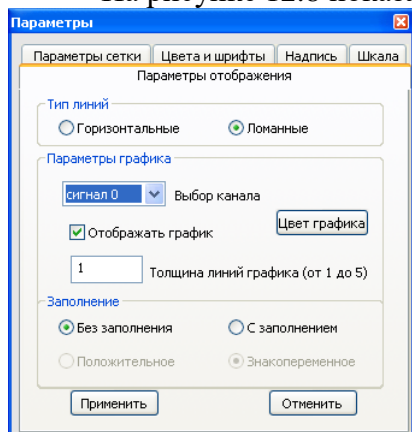 Параметры
Параметры сетки Цвета и шрифты Надпись Шкала
Параметры отображения
Тип линий
Горизонтальные Ломанные
Параметры графика
сигнал 0 Выбор канала
Отображать график Цвет графика
1 Толщина линий графика (от 1 до 5)
Заполнение
Без заполнения С заполнением
Положительное Знакопеременное
Применить Отменить